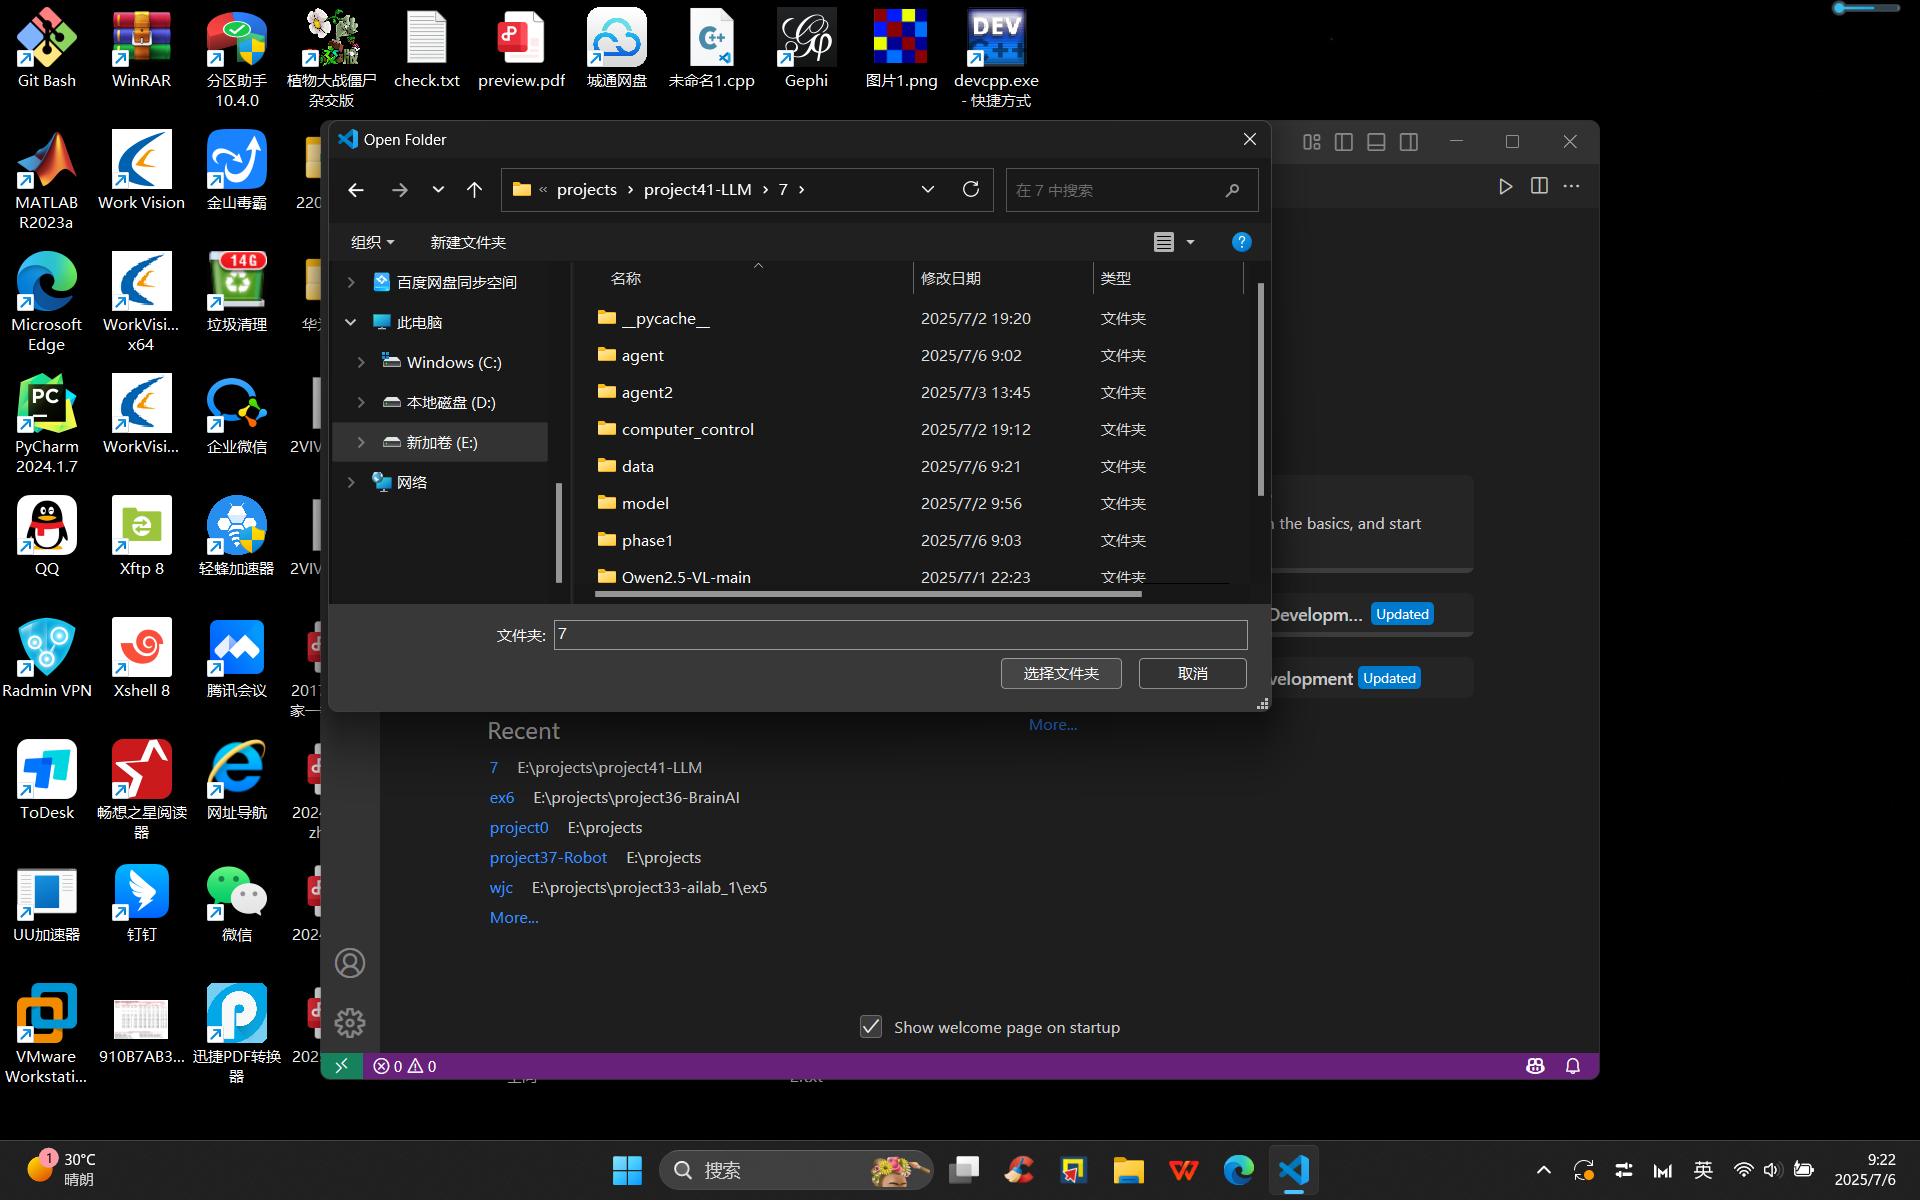 Git Bash
WinRAR
分区助手
10.4.0
植物大战僵尸
杂交版
check.txt
preview.pdf
城通网盘
未命名1.cpp
Gephi
图片1.png
DEV
devcpp.exe
- 快捷方式
MATLAB
R2023a
Work Vision
金山毒霸
220
Microsoft
Edge
WorkVisi...
x64
14G
垃圾清理
PC
PyCharm
2024.1.7
WorkVisi...
企业微信
2VIV
QQ
Xftp 8
轻蜂加速器
2VIV
Radmin VPN
Xshell 8
腾讯会议
2017
家一
ToDesk
畅想之星阅读
器
网址导航
2024
zh
UU加速器
钉钉
微信
2024
VMware
Workstati...
910B7AB3...
迅捷PDF转换
器
202
Open Folder
« projects › project41-LLM › 7 ›
在 7 中搜索
组织
新建文件夹
?
百度网盘同步空间
此电脑
Windows (C:)
本地磁盘 (D:)
新加卷 (E:)
网络
名称 修改日期 类型
__pycache__ 2025/7/2 19:20 文件夹
agent 2025/7/6 9:02 文件夹
agent2 2025/7/3 13:45 文件夹
computer_control 2025/7/2 19:12 文件夹
data 2025/7/6 9:21 文件夹
model 2025/7/2 9:56 文件夹
phase1 2025/7/6 9:03 文件夹
Qwen2.5-VL-main 2025/7/1 22:23 文件夹
文件夹: 7
选择文件夹 取消
the basics, and start
Developm... Updated
velopment Updated
More...
Recent
7 E:\projects\project41-LLM
ex6 E:\projects\project36-BrainAI
project0 E:\projects
project37-Robot E:\projects
wjc E:\projects\project33-ailab_1\ex5
More...
Show welcome page on startup
0 0
1
30°C
晴朗
搜索
英
9:22
2025/7/6